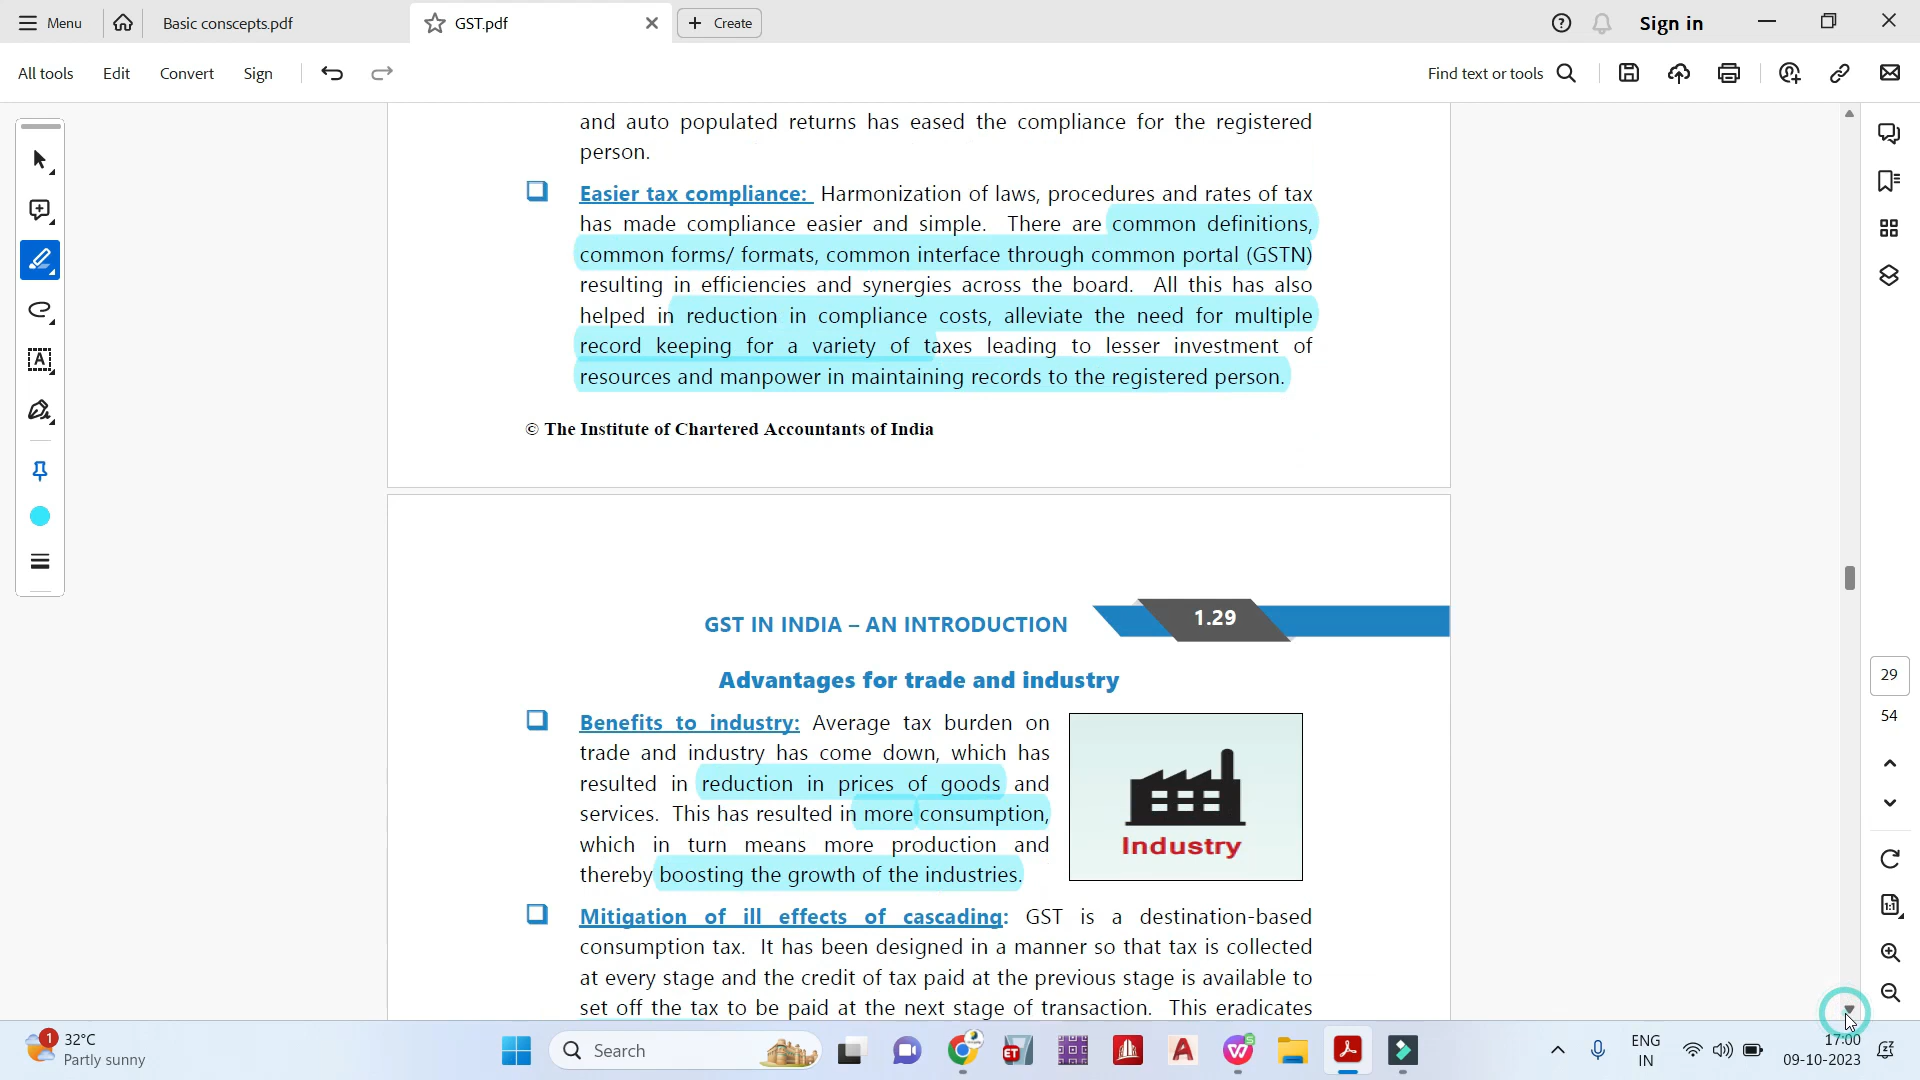 Menu
Basic conscepts.pdf
GST.pdf
Create
Sign in
All tools
Edit
Convert
Sign
Find text or tools
and auto populated returns has eased the compliance for the registered
person.
Easier tax compliance: Harmonization of laws, procedures and rates of tax
has made compliance easier and simple. There are common definitions,
common forms/ formats, common interface through common portal (GSTN)
resulting in efficiencies and synergies across the board. All this has also
helped in reduction in compliance costs, alleviate the need for multiple
record keeping for a variety of taxes leading to lesser investment of
resources and manpower in maintaining records to the registered person.
© The Institute of Chartered Accountants of India
GST IN INDIA – AN INTRODUCTION
1.29
Advantages for trade and industry
Benefits to industry: Average tax burden on
trade and industry has come down, which has
resulted in reduction in prices of goods and
services. This has resulted in more consumption,
which in turn means more production and
thereby boosting the growth of the industries.
Industry
Mitigation of ill effects of cascading: GST is a destination-based
consumption tax. It has been designed in a manner so that tax is collected
at every stage and the credit of tax paid at the previous stage is available to
set off the tax to be paid at the next stage of transaction. This eradicates
29
54
1:1
1
32°C
Partly sunny
Search
ET
A
W
S
ENG
IN
17:00
09-10-2023